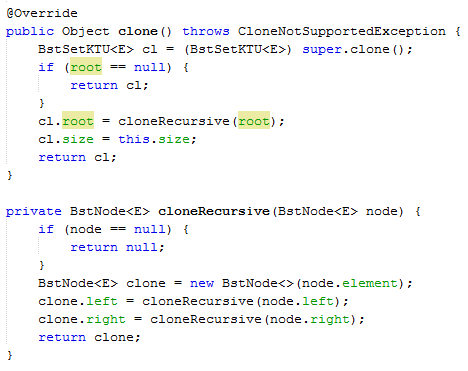 @Override
public Object clone() throws CloneNotSupportedException {
    BstSetKTU<E> cl = (BstSetKTU<E>) super.clone();
    if (root == null) {
        return cl;
    }
    cl.root = cloneRecursive(root);
    cl.size = this.size;
    return cl;
}

private BstNode<E> cloneRecursive(BstNode<E> node) {
    if (node == null) {
        return null;
    }
    BstNode<E> clone = new BstNode<>(node.element);
    clone.left = cloneRecursive(node.left);
    clone.right = cloneRecursive(node.right);
    return clone;
}